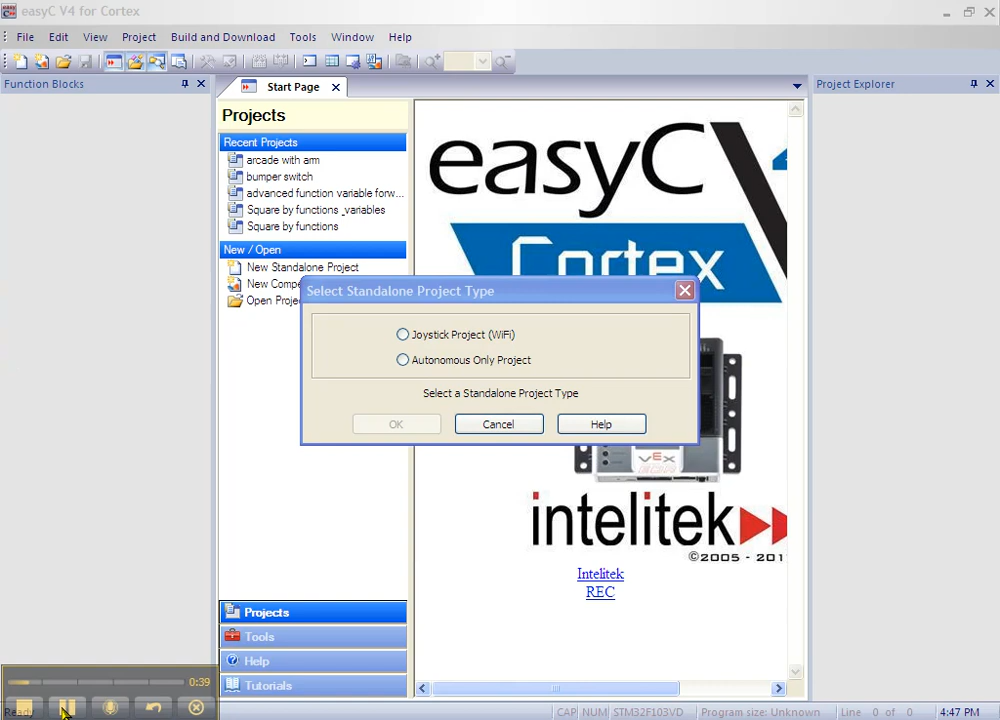 easyC V4 for Cortex
File Edit View Project Build and Download Tools Window Help
Function Blocks
Start Page
Project Explorer
Projects
Recent Projects
arcade with arm
bumper switch
advanced function variable forw...
Square by functions _variables
Square by functions
New / Open
New Standalone Project
New Compe
Open Proje
easyC V4
Cortex
Select Standalone Project Type
Joystick Project (WiFi)
Autonomous Only Project
Select a Standalone Project Type
OK Cancel Help
VEX
intelitek
©2005 - 201
Intelitek
REC
Projects
Tools
Help
Tutorials
0:39
Ready
CAP NUM STM32F103VD Program size: Unknown Line 0 of 0 4:47 PM